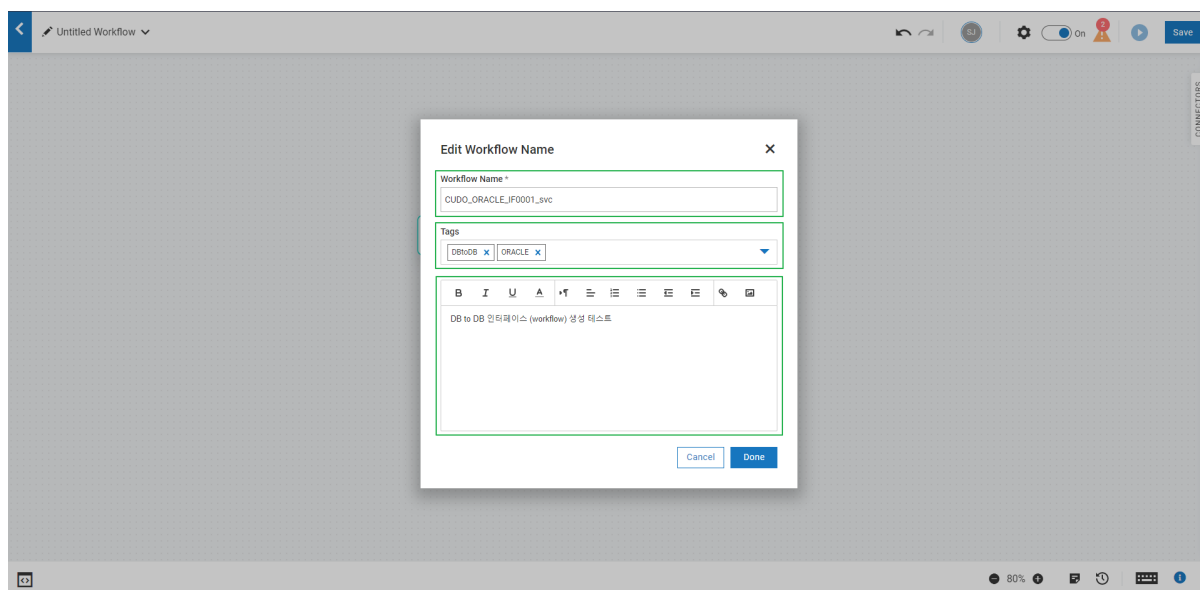 Untitled Workflow
SJ
On
2
Save
CONNECTORS
Edit Workflow Name
Workflow Name *
CUDO_ORACLE_IF0001_svc
Tags
DBtoDB x ORACLE x
B I U A
DB to DB 인터페이스 (workflow) 생성 테스트
Cancel Done
80%